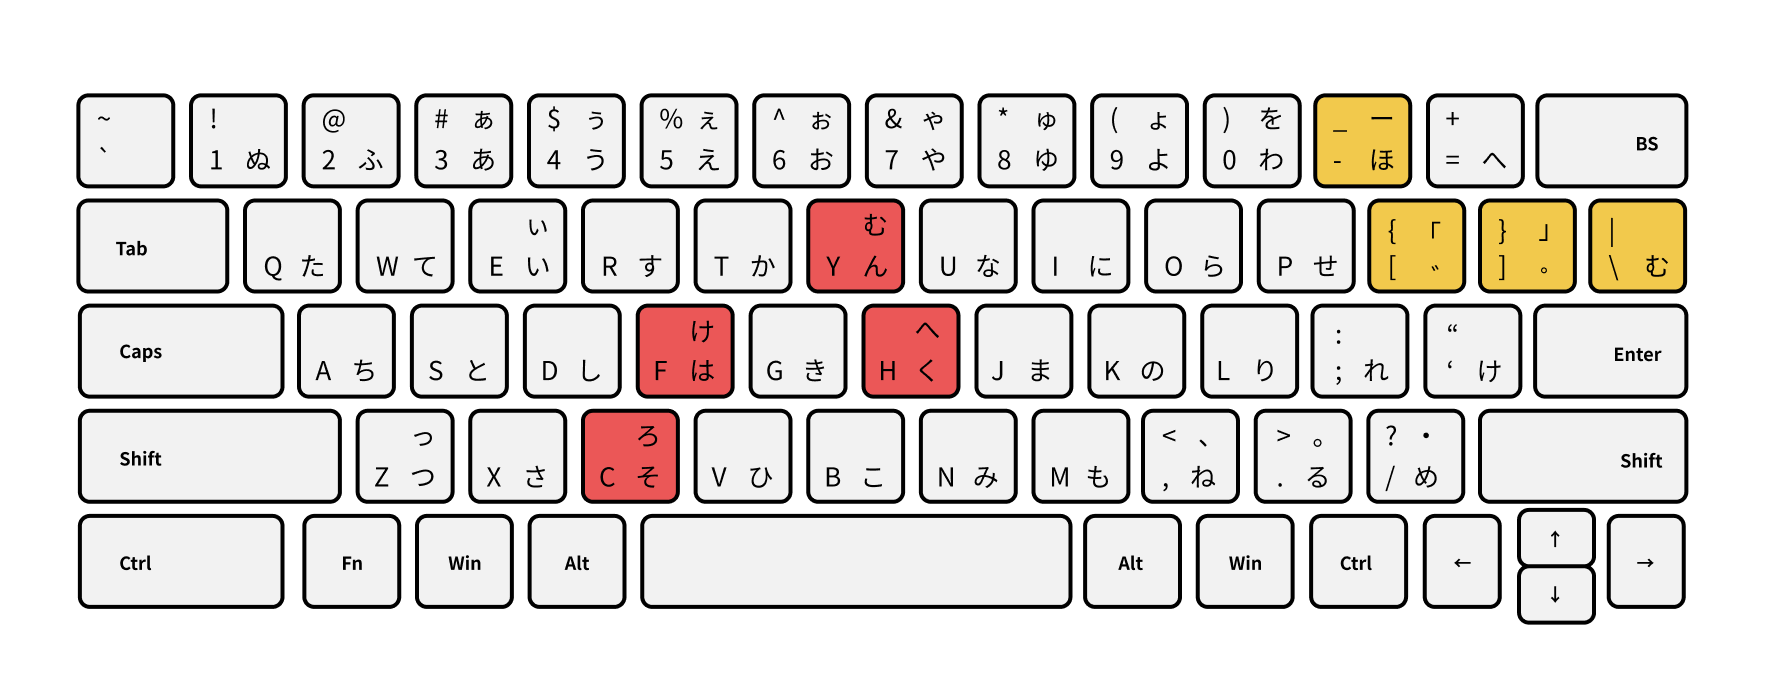 ~ ! @ # ぁ $ ぅ % ぇ ^ ぉ & ゃ * ゅ ( ょ ) を _ ー +
` 1 ぬ 2 ふ 3 あ 4 う 5 え 6 お 7 や 8 ゆ 9 よ 0 わ - ほ = へ BS
ぃ む { 「 } 」 |
Tab Q た W て E い R す T か Y ん U な I に O ら P せ [ ゛ ] 。 \ む
け へ : “
Caps A ち S と D し F は G き H く J ま K の L り ; れ ‘ け Enter
っ ろ < 、 > 。 ? ・
Shift Z つ X さ C そ V ひ B こ N み M も , ね . る / め Shift
Ctrl Fn Win Alt Alt Win Ctrl ← ↑ →
↓